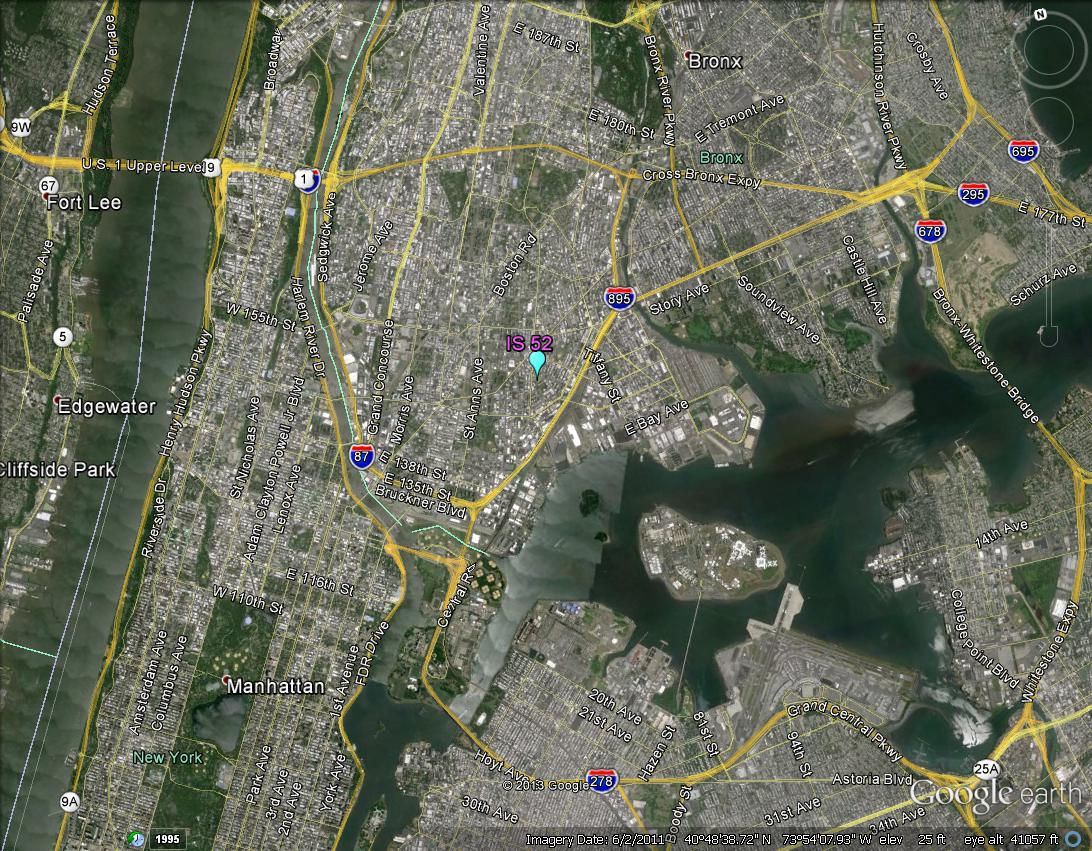 E 187th St
Valentine Ave
Broadway
Hudson Terrace
Bronx River Pkwy
Bronx
Hutchinson River Pkwy
Crosby Ave
N
9W
E 180th St
E Tremont Ave
Bronx
U.S. 1 Upper Level
9
1
Cross Bronx Expy
695
67
Fort Lee
295
E 177th St
678
Palisade Ave
Sedgwick Ave
Jerome Ave
Boston Rd
Castle Hill Ave
Schurz Ave
Harlem River Dr
W 155th St
895
Story Ave
Soundview Ave
Bronx-Whitestone Bridge
5
IS 52
Tiffany St
Henry Hudson Pkwy
Grand Concourse
E Morris Ave
St Anns Ave
Edgewater
E Bay Ave
St Nicholas Ave
Adam Clayton Powell Jr Blvd
Lenox Ave
87
Cliffside Park
E 138th St
E 135th St
Bruckner Blvd
Riverside Dr
14th Ave
E 116th St
W 110th St
Central Rd
College Point Blvd
Whitestone Expy
FDR Drive
1st Avenue
Amsterdam Ave
Columbus Ave
Manhattan
20th Ave
21st Ave
Hazen St
81st St
Grand Central Pkwy
94th St
New York
Park Ave
3rd Ave
2nd Ave
York Ave
Hoyt Ave
© 2013 Google
278
25A
Astoria Blvd
Google earth
9A
30th Ave
31st Ave
34th Ave
1995
Imagery Date: 6/2/2011 40°48'38.72" N 73°54'07.93" W elev 25 ft eye alt 41057 ft